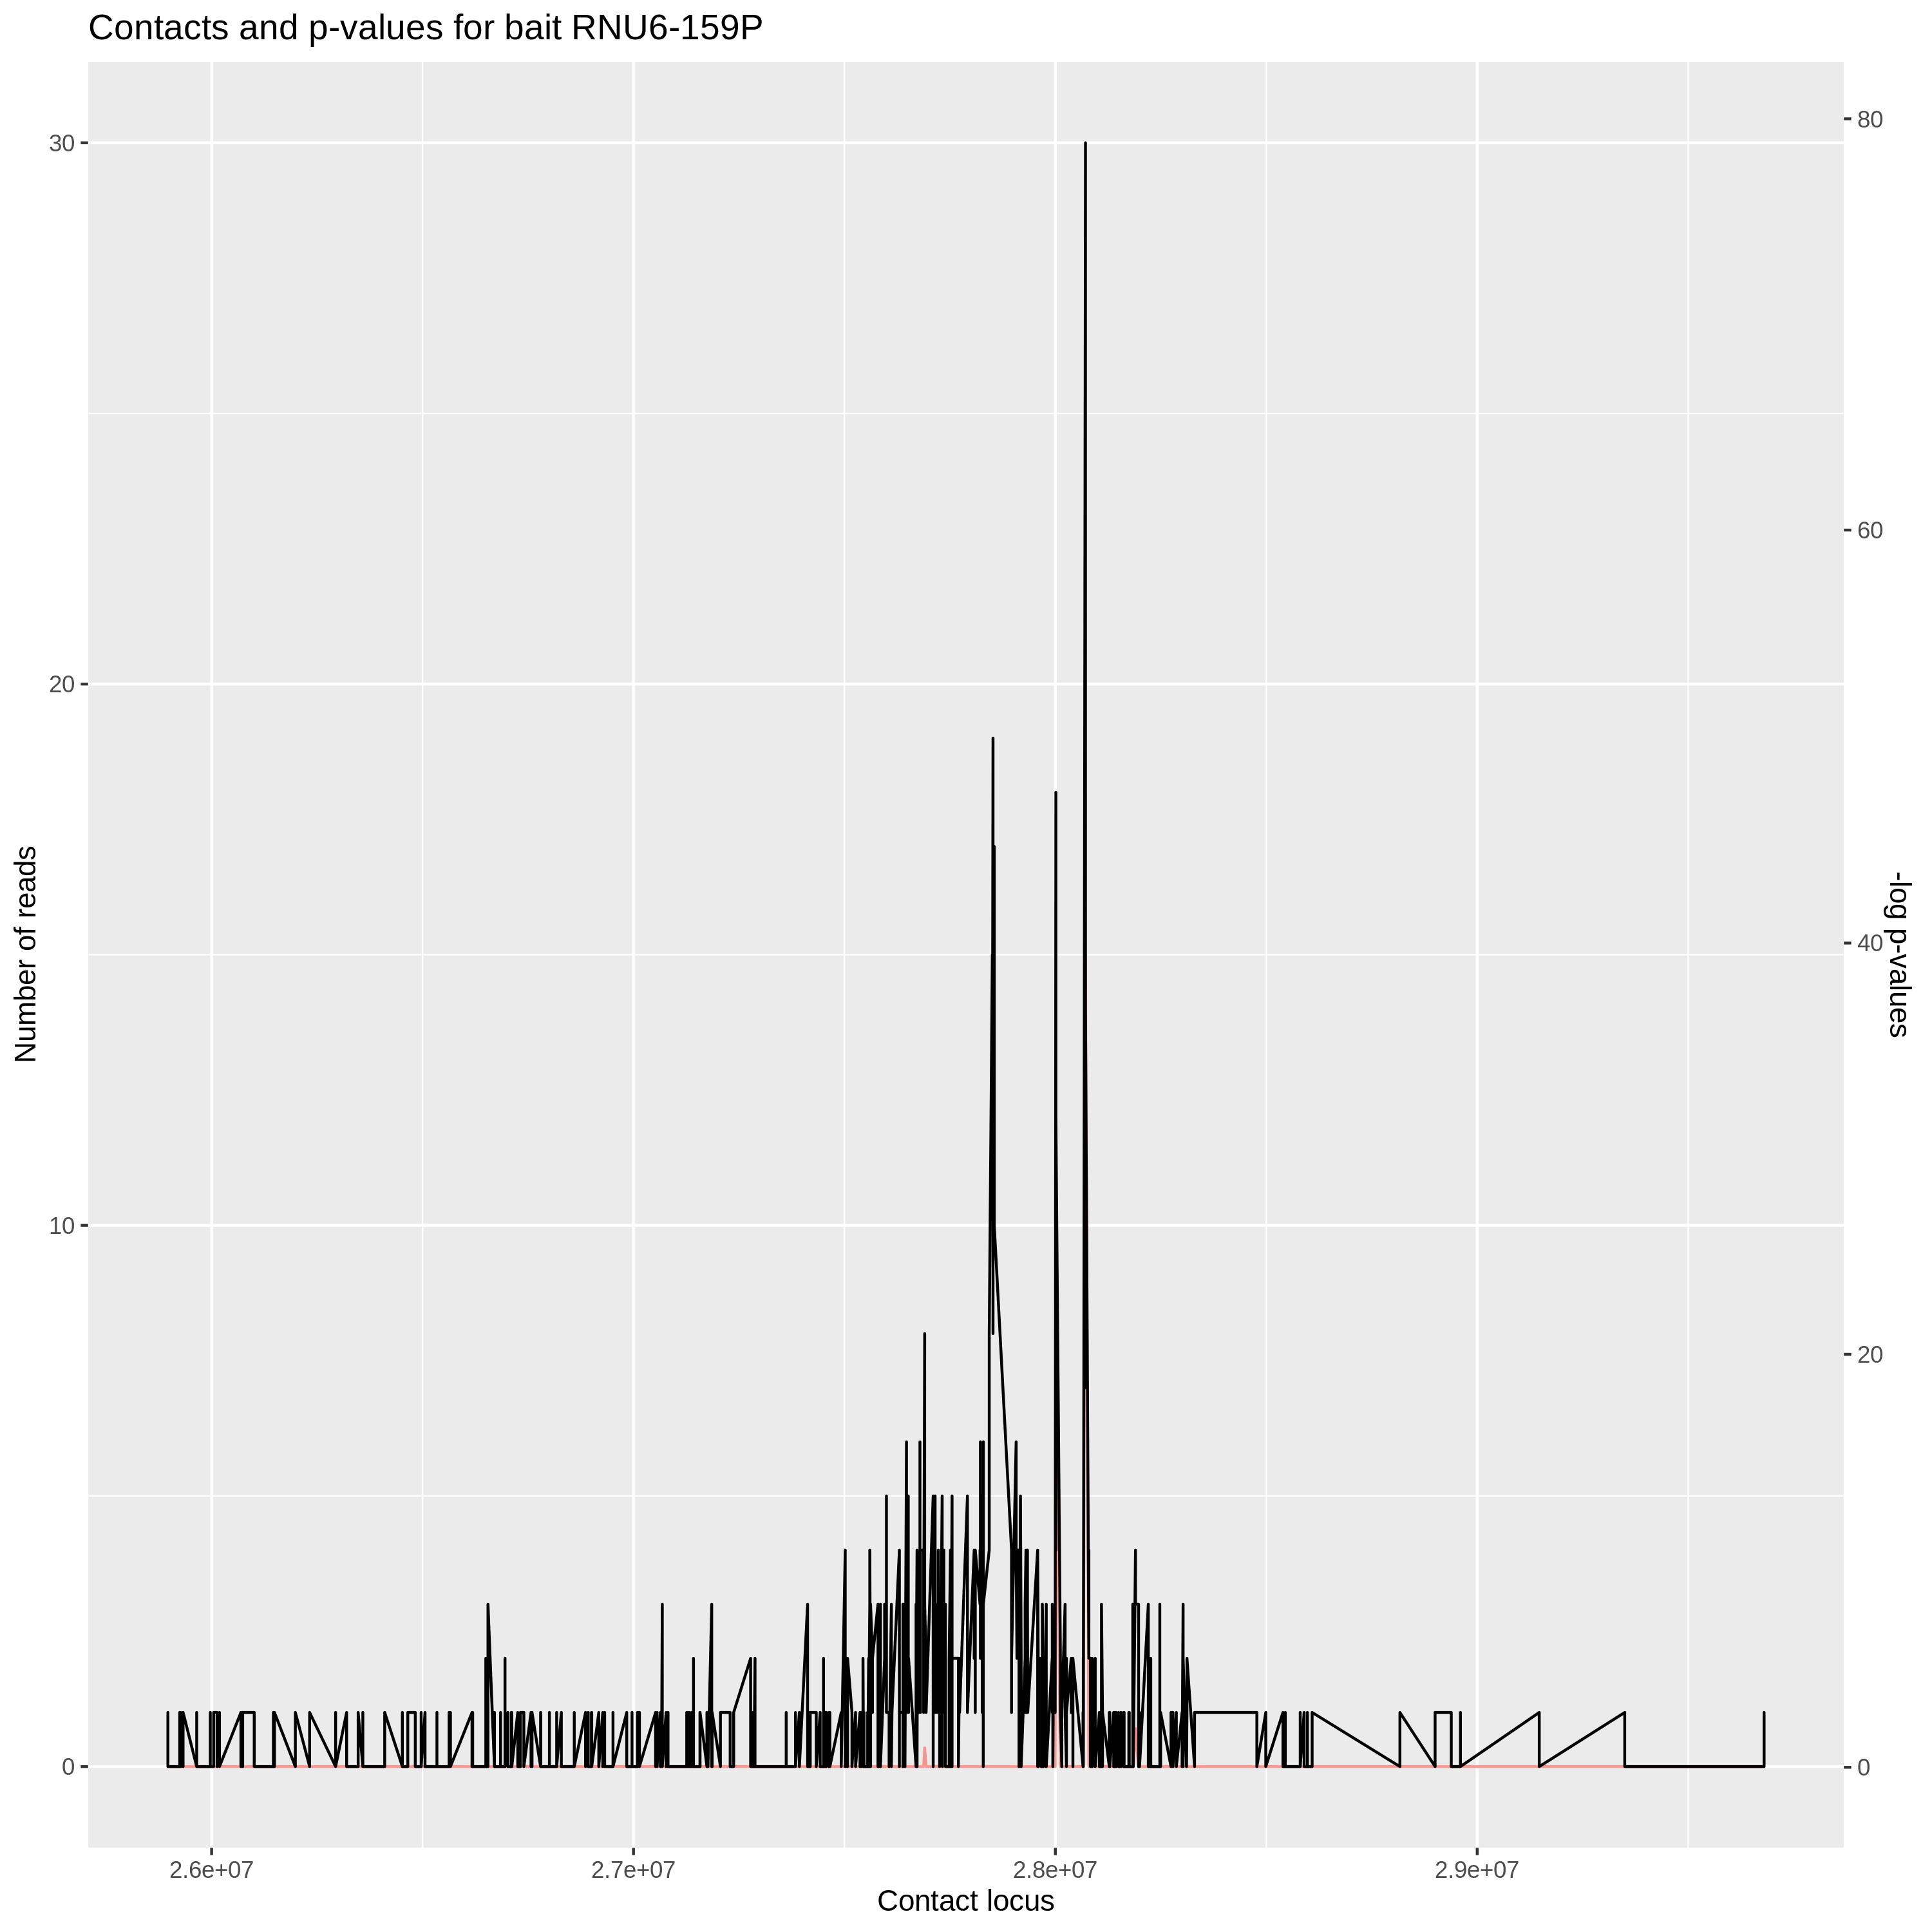 Contacts and p-values for bait RNU6-159P
30
20
10
0
Number of reads
80
60
40
20
0
-log p-values
2.6e+07
2.7e+07
2.8e+07
2.9e+07
Contact locus